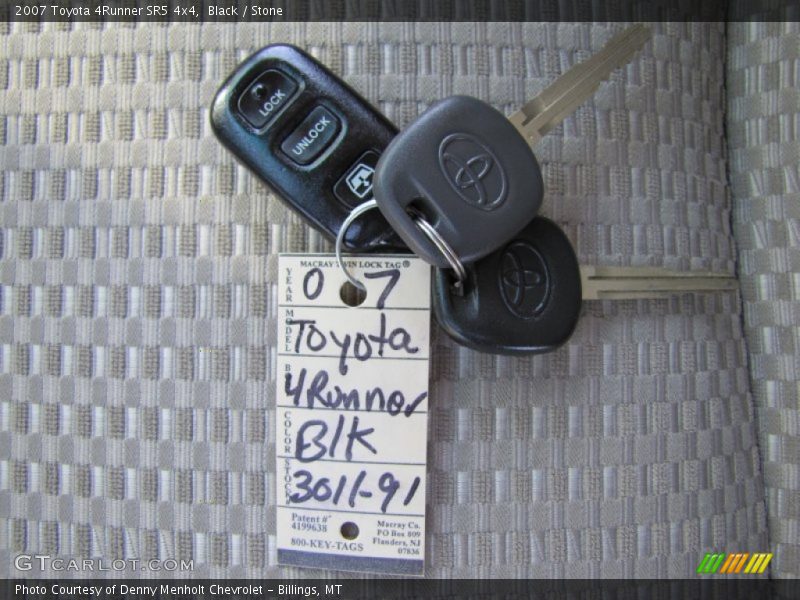 2007 Toyota 4Runner SR5 4x4, Black / Stone
LOCK
UNLOCK
MACRAY TWIN LOCK TAG®
YEAR 0 7
MODEL Toyota
4Runner
COLOR Blk
STOCK# 3011-91
Patent #
4199638
800-KEY-TAGS
Macray Co.
PO Box 809
Flanders, NJ
07836
GTCARLOT.COM
Photo Courtesy of Denny Menholt Chevrolet – Billings, MT